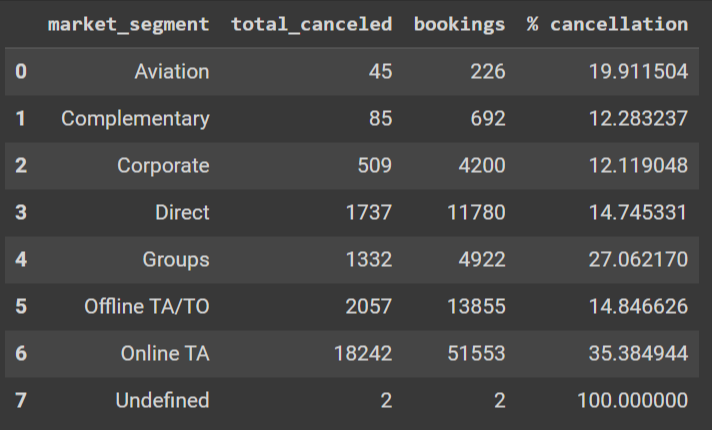 market_segment total_canceled bookings % cancellation
0 Aviation 45 226 19.911504
1 Complementary 85 692 12.283237
2 Corporate 509 4200 12.119048
3 Direct 1737 11780 14.745331
4 Groups 1332 4922 27.062170
5 Offline TA/TO 2057 13855 14.846626
6 Online TA 18242 51553 35.384944
7 Undefined 2 2 100.000000